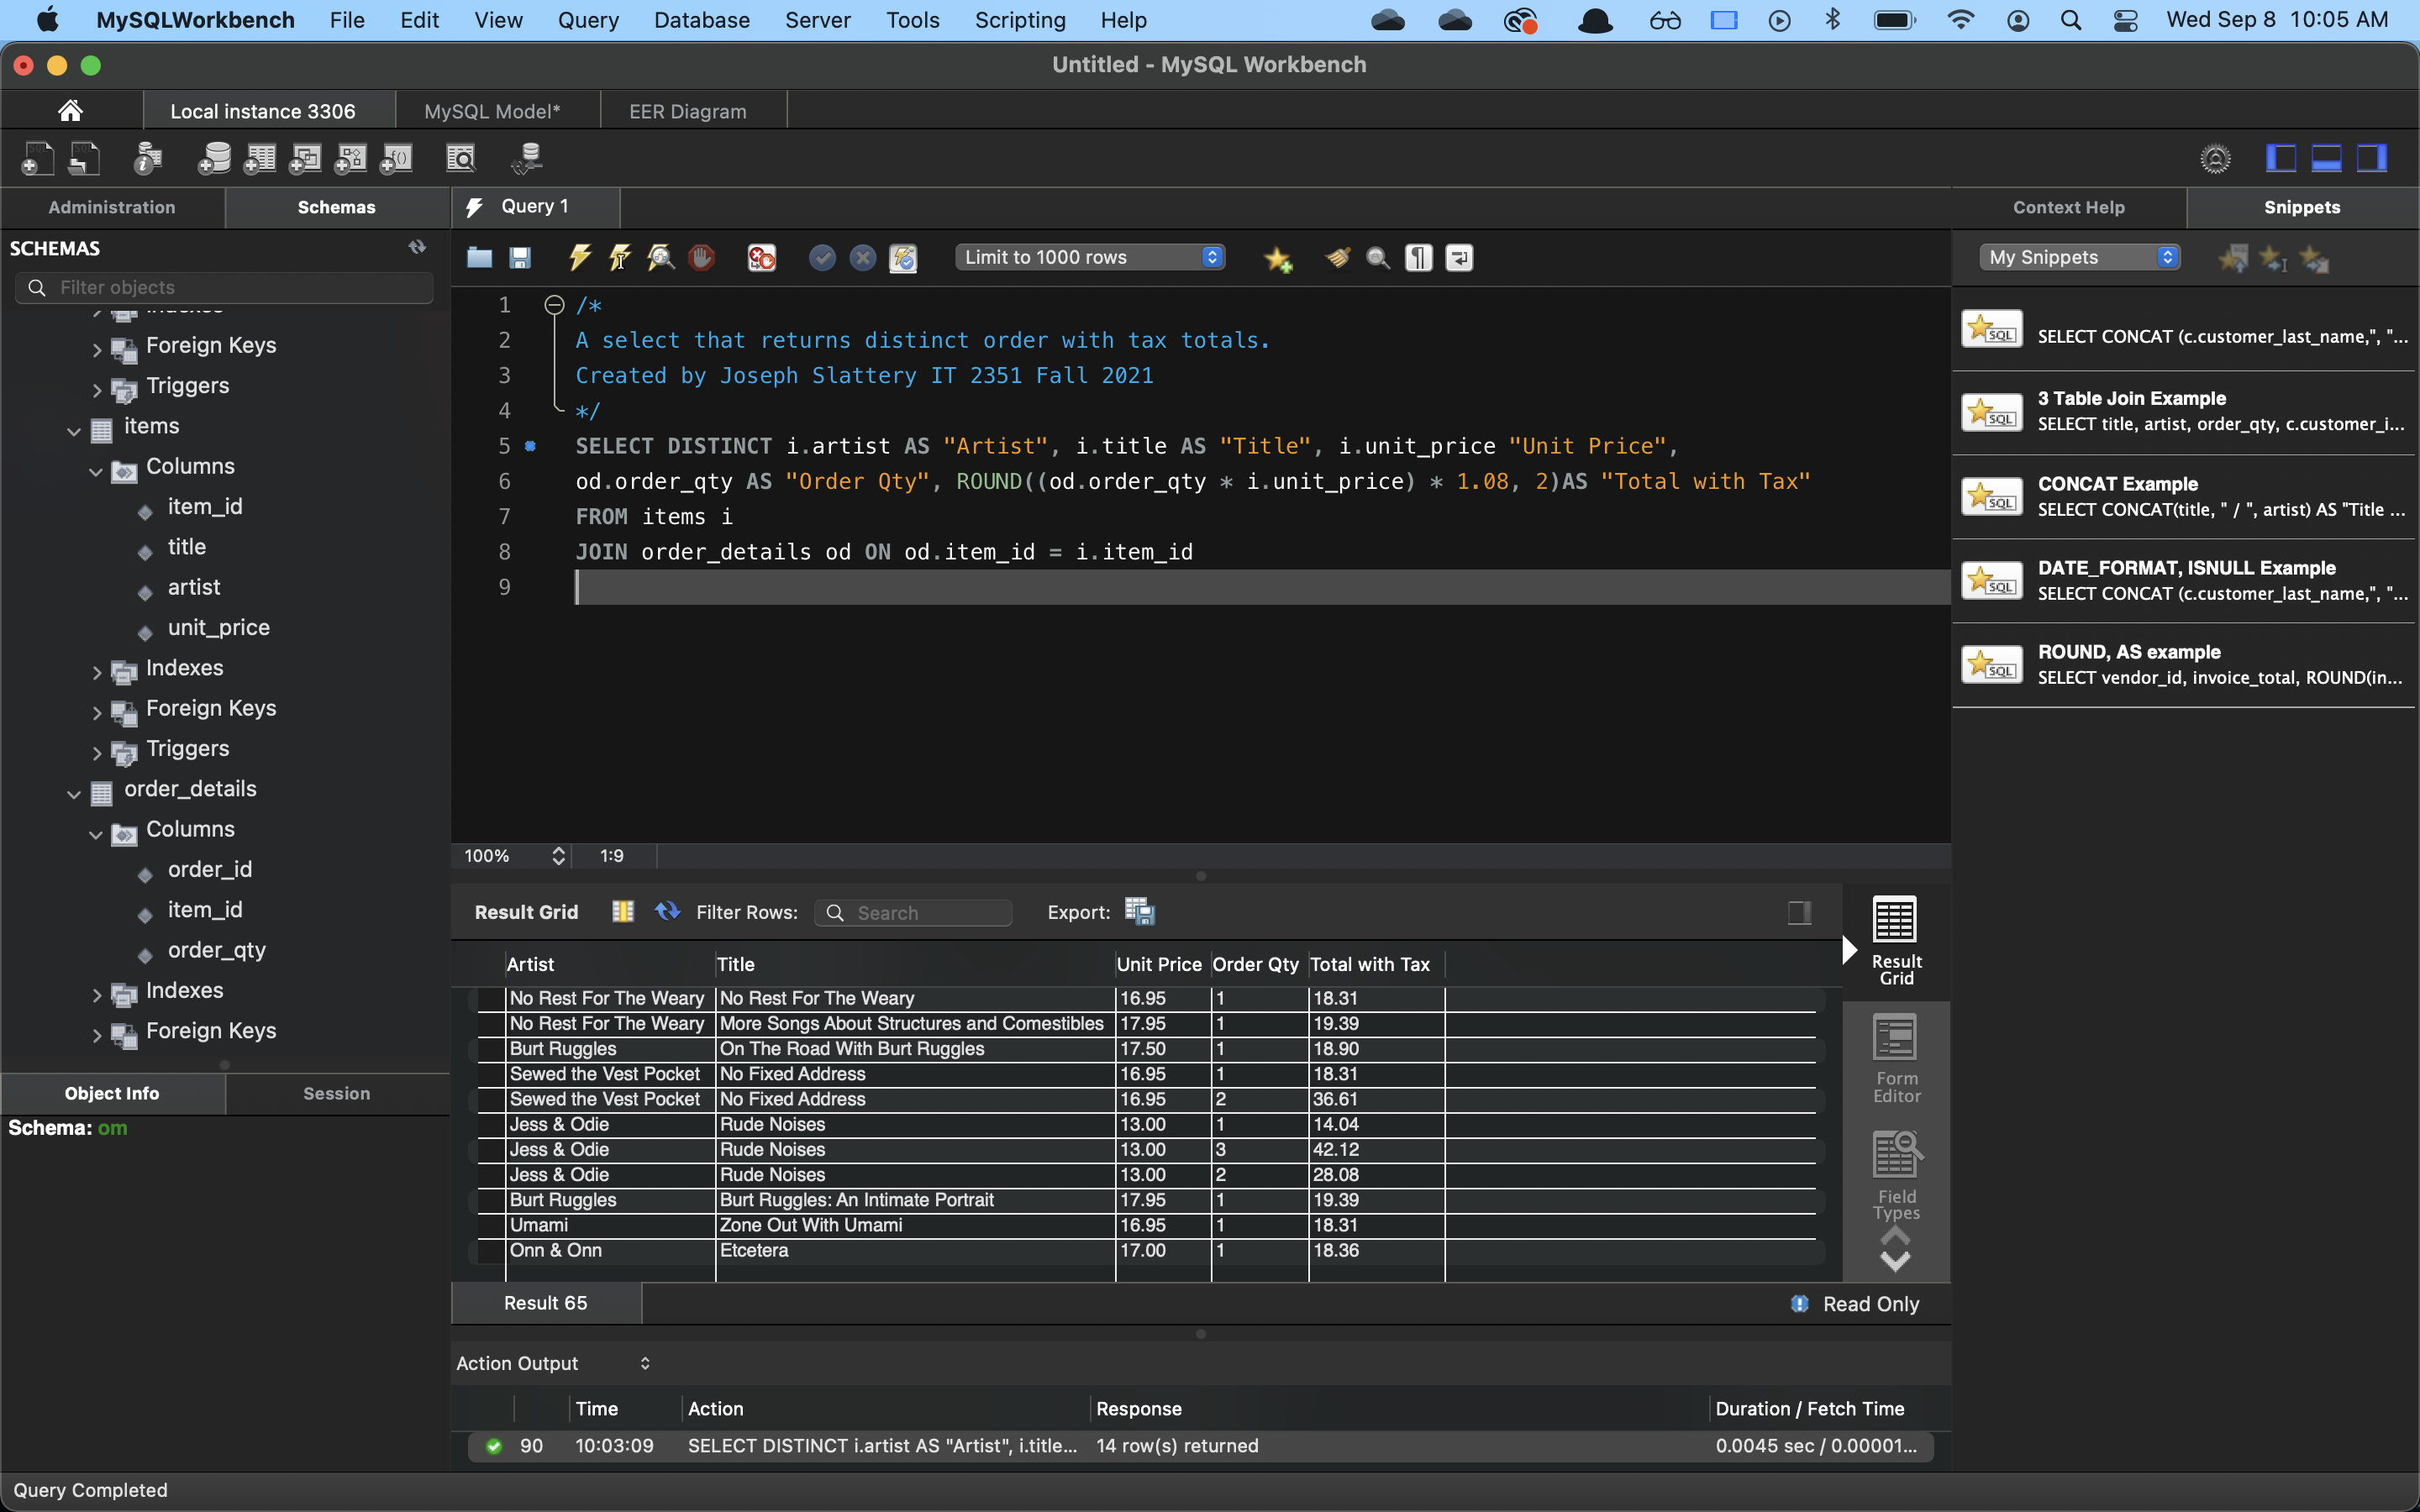 MySQLWorkbench File Edit View Query Database Server Tools Scripting Help Wed Sep 8 10:05 AM
Untitled - MySQL Workbench
Local instance 3306 MySQL Model* EER Diagram
Administration Schemas Query 1 Context Help Snippets
SCHEMAS
Filter objects
Limit to 1000 rows
My Snippets
Foreign Keys
Triggers
items
Columns
item_id
title
artist
unit_price
Indexes
Foreign Keys
Triggers
order_details
Columns
order_id
item_id
order_qty
Indexes
Foreign Keys
Object Info Session
Schema: om
1 /*
2 A select that returns distinct order with tax totals.
3 Created by Joseph Slattery IT 2351 Fall 2021
4 */
5 SELECT DISTINCT i.artist AS "Artist", i.title AS "Title", i.unit_price "Unit Price",
6 od.order_qty AS "Order Qty", ROUND((od.order_qty * i.unit_price) * 1.08, 2)AS "Total with Tax"
7 FROM items i
8 JOIN order_details od ON od.item_id = i.item_id
9
100% 1:9
Result Grid Filter Rows: Search Export:
Artist Title Unit Price Order Qty Total with Tax
No Rest For The Weary No Rest For The Weary 16.95 1 18.31
No Rest For The Weary More Songs About Structures and Comestibles 17.95 1 19.39
Burt Ruggles On The Road With Burt Ruggles 17.50 1 18.90
Sewed the Vest Pocket No Fixed Address 16.95 1 18.31
Sewed the Vest Pocket No Fixed Address 16.95 2 36.61
Jess & Odie Rude Noises 13.00 1 14.04
Jess & Odie Rude Noises 13.00 3 42.12
Jess & Odie Rude Noises 13.00 2 28.08
Burt Ruggles Burt Ruggles: An Intimate Portrait 17.95 1 19.39
Umami Zone Out With Umami 16.95 1 18.31
Onn & Onn Etcetera 17.00 1 18.36
Result
Grid
Form
Editor
Field
Types
Result 65 Read Only
Action Output
Time Action Response Duration / Fetch Time
90 10:03:09 SELECT DISTINCT i.artist AS "Artist", i.title... 14 row(s) returned 0.0045 sec / 0.00001...
SELECT CONCAT (c.customer_last_name,", "...
3 Table Join Example
SELECT title, artist, order_qty, c.customer_i...
CONCAT Example
SELECT CONCAT(title, " / ", artist) AS "Title ...
DATE_FORMAT, ISNULL Example
SELECT CONCAT (c.customer_last_name,", "...
ROUND, AS example
SELECT vendor_id, invoice_total, ROUND(in...
Query Completed